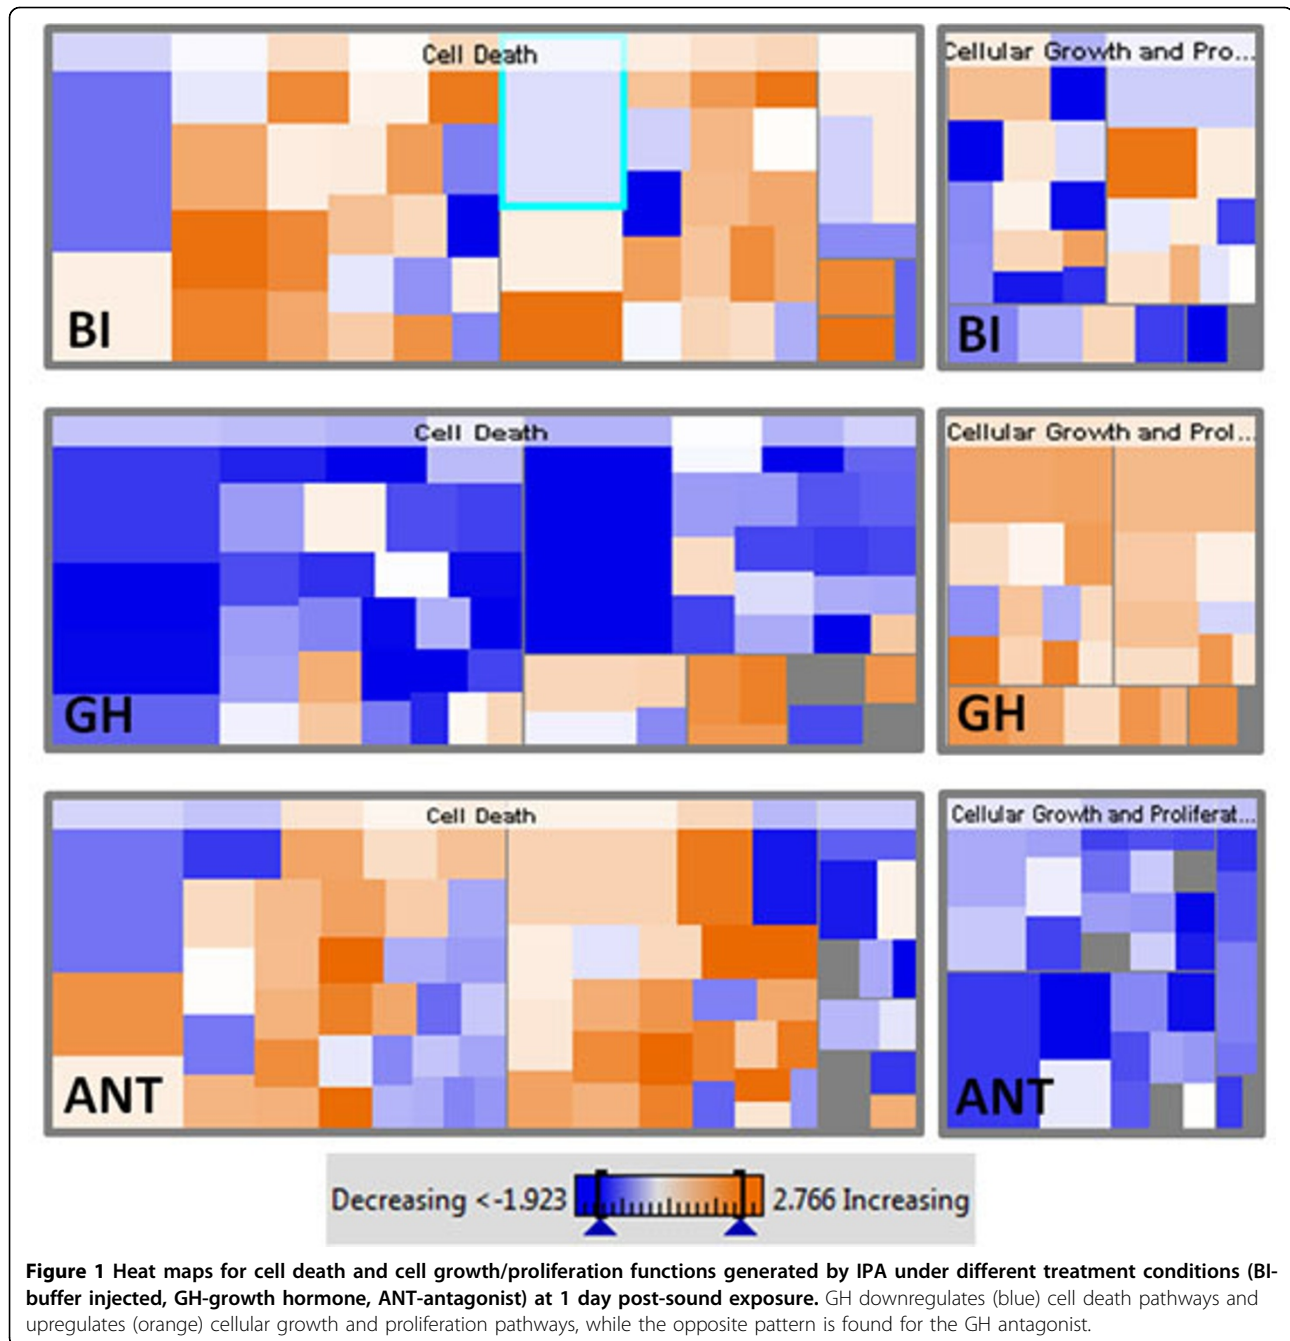 Cell Death
Cellular Growth and Pro...
BI
BI
Cell Death
Cellular Growth and Prol...
GH
GH
Cell Death
Cellular Growth and Proliferat...
ANT
ANT
Decreasing <-1.923 2.766 Increasing
Figure 1 Heat maps for cell death and cell growth/proliferation functions generated by IPA under different treatment conditions (BI-
buffer injected, GH-growth hormone, ANT-antagonist) at 1 day post-sound exposure. GH downregulates (blue) cell death pathways and
upregulates (orange) cellular growth and proliferation pathways, while the opposite pattern is found for the GH antagonist.